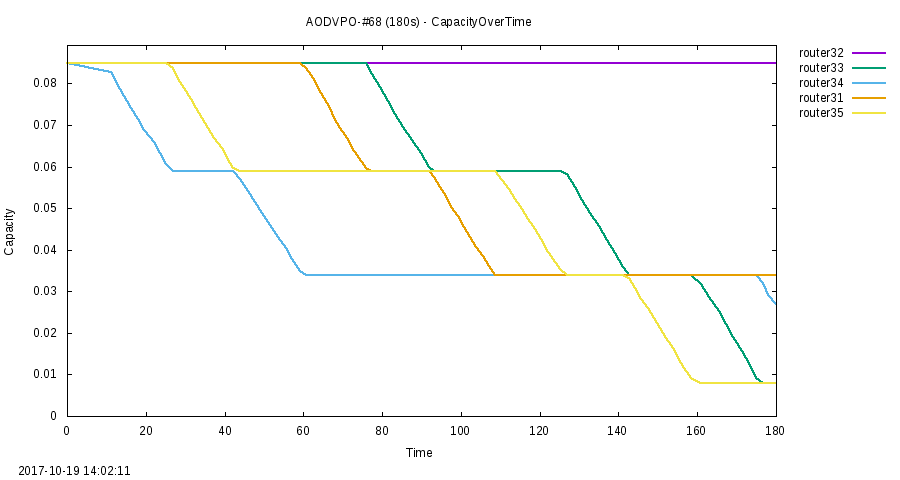 AODVPO-#68 (180s) - CapacityOverTime
router32
router33
router34
router31
router35
Capacity
0.08
0.07
0.06
0.05
0.04
0.03
0.02
0.01
0
0 20 40 60 80 100 120 140 160 180
Time
2017-10-19 14:02:11